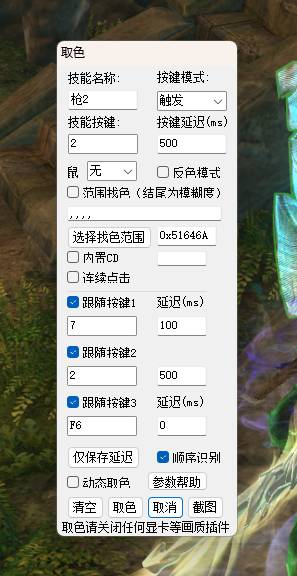 取色
技能名称: 按键模式:
枪2 触发
技能按键: 按键延迟(ms)
2 500
鼠 无 反色模式
范围找色（结尾为模糊度）
,,,,
选择找色范围 0x51646A
内置CD
连续点击
跟随按键1 延迟(ms)
7 100
跟随按键2
2 500
跟随按键3 延迟(ms)
F6 0
仅保存延迟 顺序识别
动态取色 参数帮助
清空 取色 取消 截图
取色请关闭任何显卡等画质插件